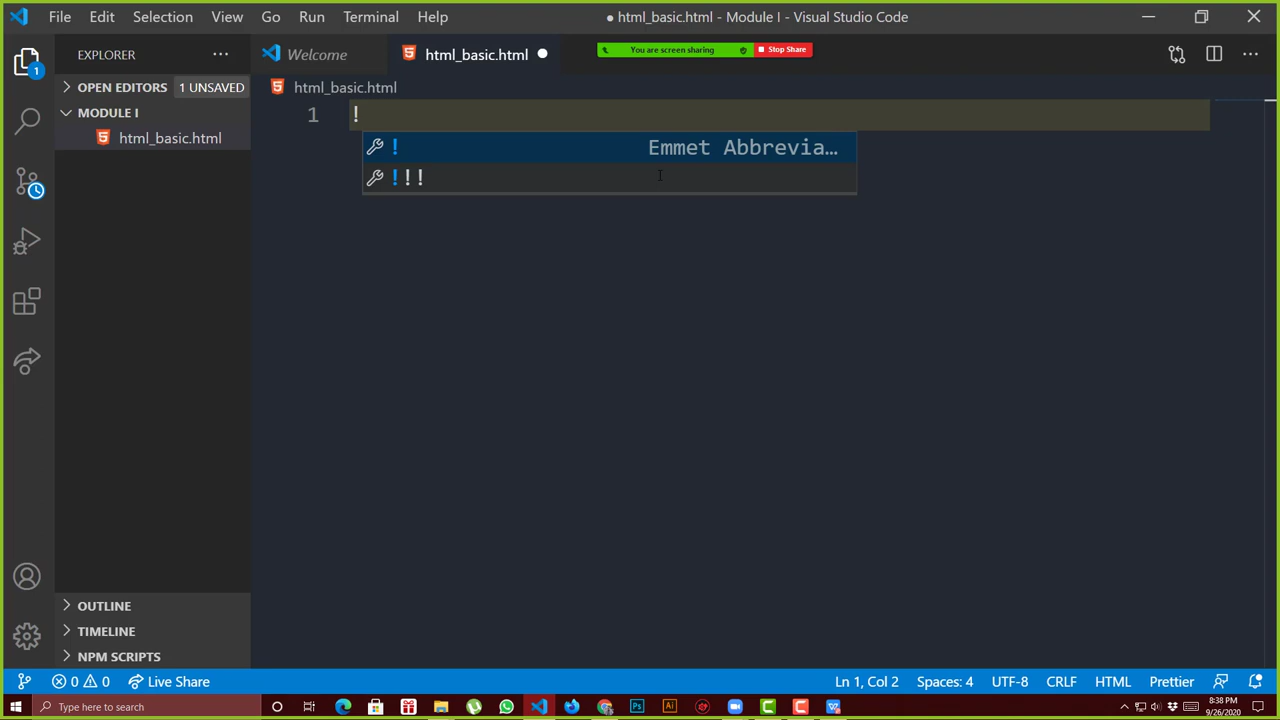 File Edit Selection View Go Run Terminal Help
● html_basic.html - Module I - Visual Studio Code
You are screen sharing Stop Share
EXPLORER
Welcome
html_basic.html
1
OPEN EDITORS 1 UNSAVED
html_basic.html
MODULE I
html_basic.html
1 !
! Emmet Abbrevia…
!!!
OUTLINE
TIMELINE
NPM SCRIPTS
0 0 Live Share
Ln 1, Col 2 Spaces: 4 UTF-8 CRLF HTML Prettier
Type here to search
8:38 PM
9/26/2020